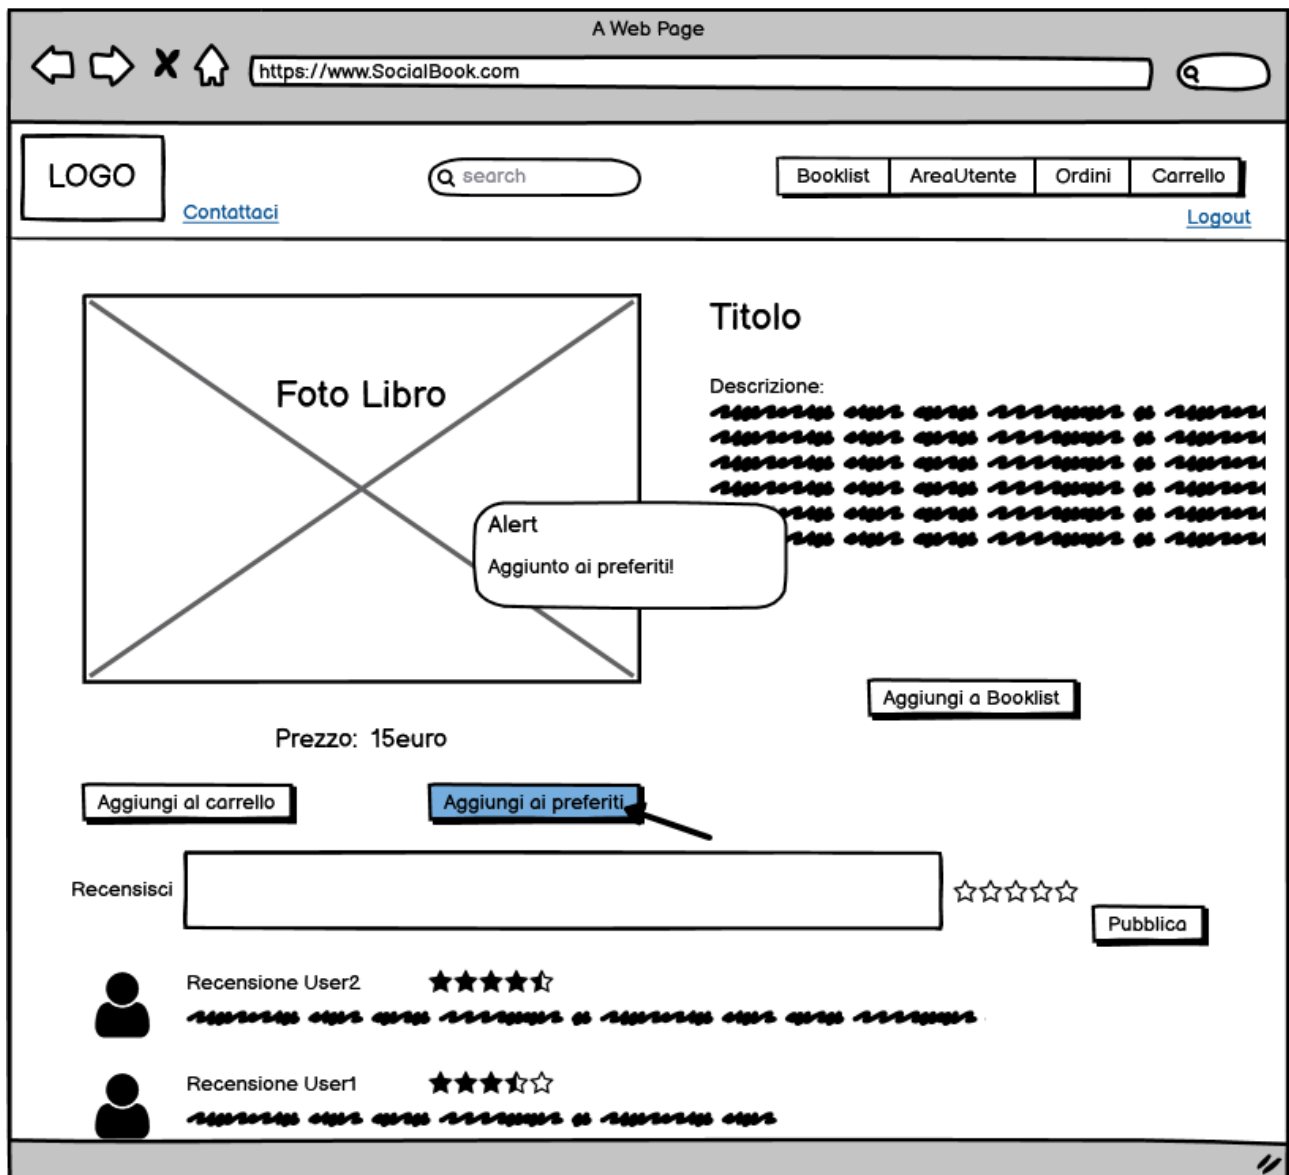 A Web Page
https://www.SocialBook.com
LOGO
Contattaci
search
Booklist AreaUtente Ordini Carrello
Logout
Foto Libro
Titolo
Descrizione:
Alert
Aggiunto ai preferiti!
Aggiungi a Booklist
Prezzo: 15euro
Aggiungi al carrello
Aggiungi ai preferiti
Recensisci
Pubblica
Recensione User2
Recensione User1